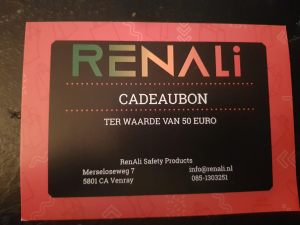 RENALi
CADEAUBON
TER WAARDE VAN 50 EURO
RenAli Safety Products
Merseloseweg 7 info@renali.nl
5801 CA Venray 085-1303251